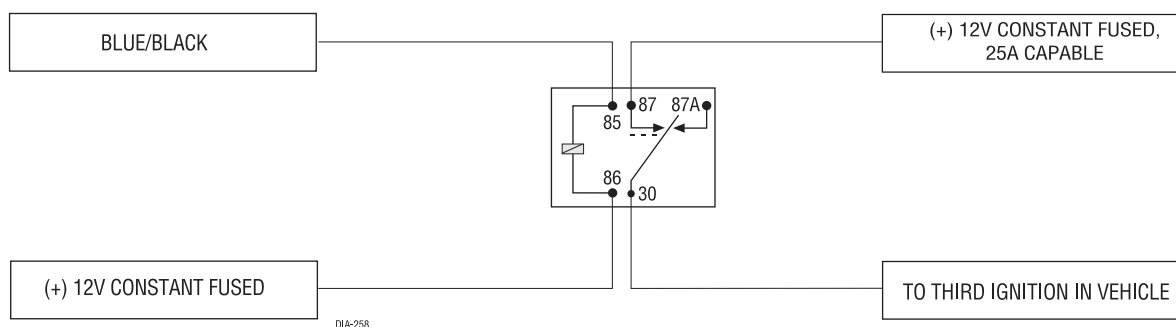 BLUE/BLACK
(+) 12V CONSTANT FUSED,
25A CAPABLE
87 87A
85
86
30
(+) 12V CONSTANT FUSED
TO THIRD IGNITION IN VEHICLE
DIA-258